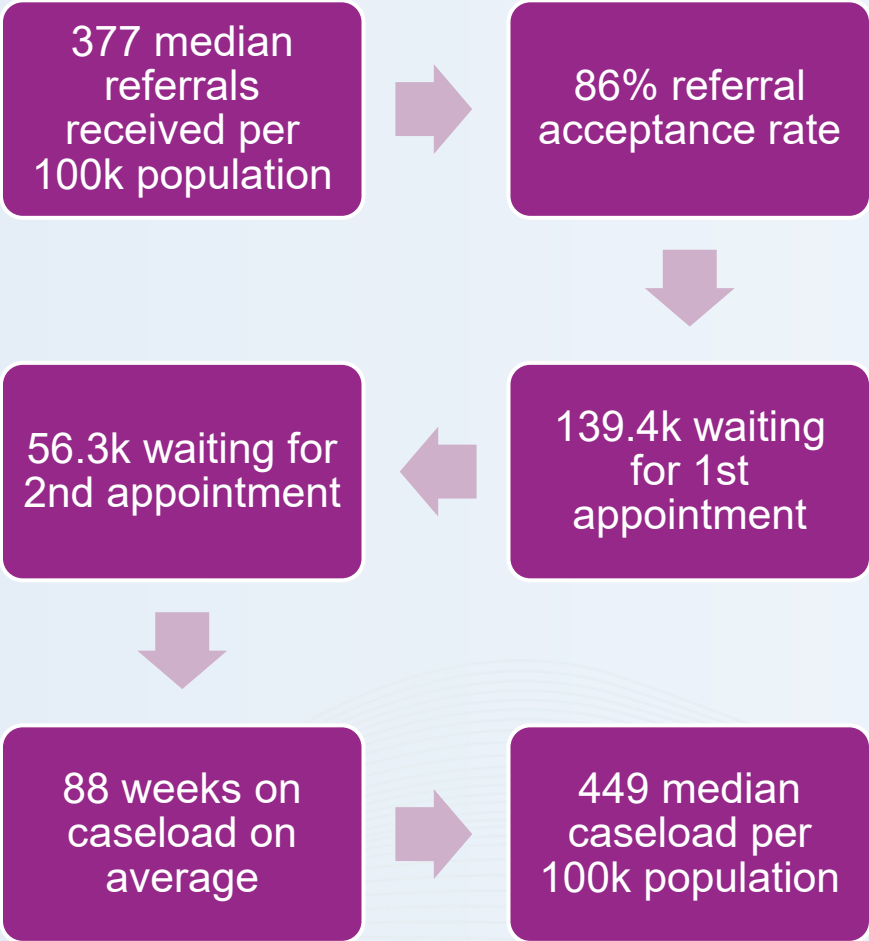 377 median
referrals
received per
100k population
86% referral
acceptance rate
139.4k waiting
for 1st
appointment
56.3k waiting for
2nd appointment
88 weeks on
caseload on
average
449 median
caseload per
100k population